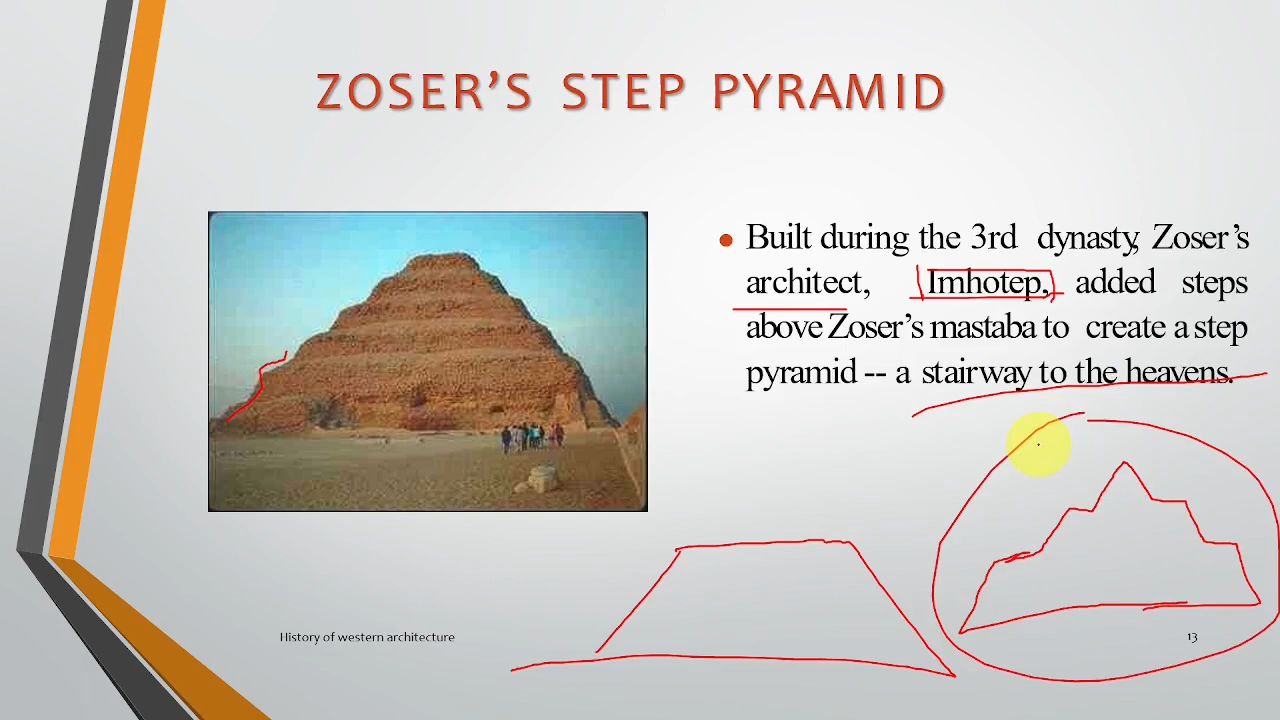 ZOSER’S STEP PYRAMID
Built during the 3rd dynasty, Zoser’s
architect, Imhotep, added steps
above Zoser’s mastaba to create a step
pyramid -- a stairway to the heavens.
History of western architecture
13